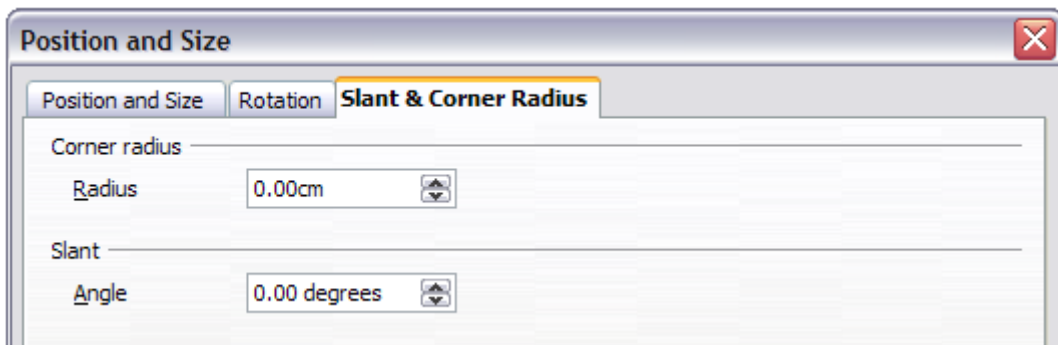 Position and Size
Position and Size Rotation Slant & Corner Radius
Corner radius
Radius 0.00cm
Slant
Angle 0.00 degrees